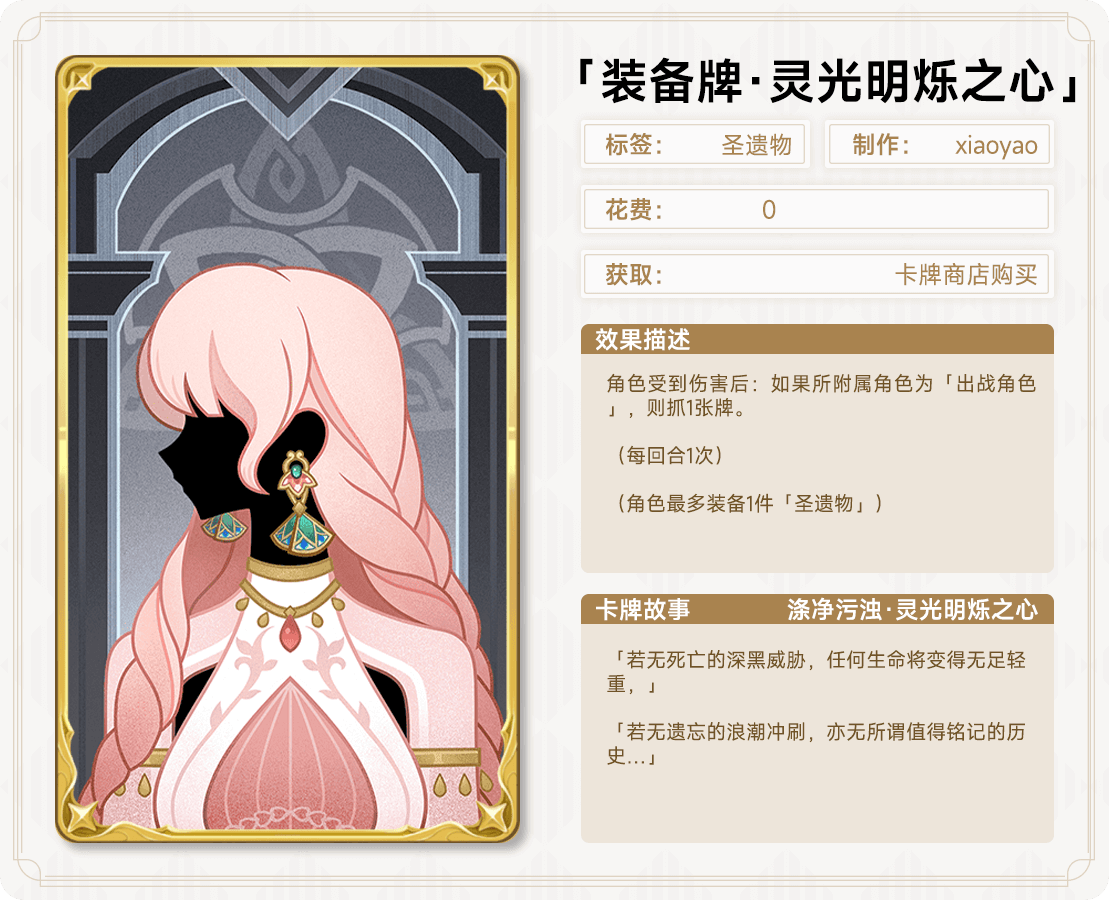 「装备牌·灵光明烁之心」
标签： 圣遗物 制作： xiaoyao
花费： 0
获取： 卡牌商店购买
效果描述
角色受到伤害后：如果所附属角色为「出战角色
」，则抓1张牌。
（每回合1次）
（角色最多装备1件「圣遗物」）
卡牌故事 涤净污浊·灵光明烁之心
「若无死亡的深黑威胁，任何生命将变得无足轻
重，」
「若无遗忘的浪潮冲刷，亦无所谓值得铭记的历
史…」